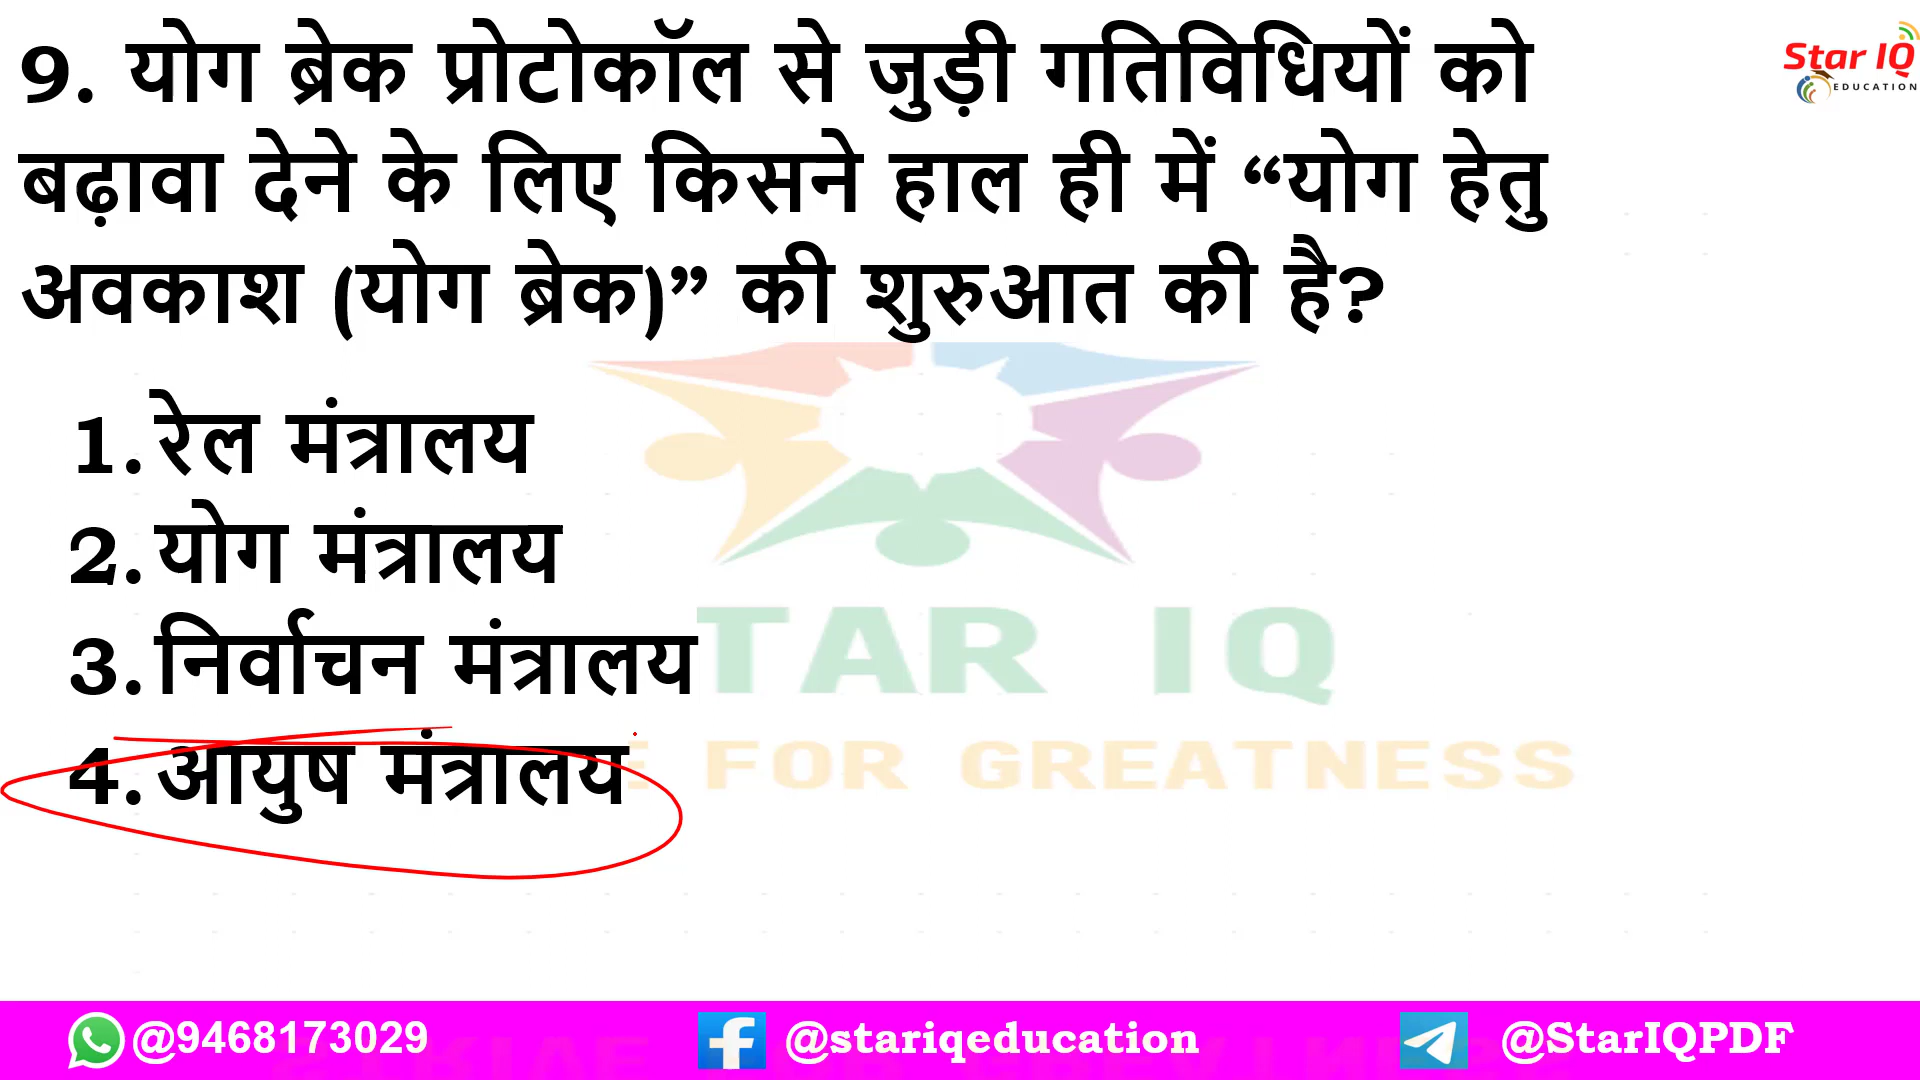 9. योग ब्रेक प्रोटोकॉल से जुड़ी गतिविधियों को
बढ़ावा देने के लिए किसने हाल ही में “योग हेतु
अवकाश (योग ब्रेक)” की शुरुआत की है?
Star IQ
EDUCATION
1. रेल मंत्रालय
2. योग मंत्रालय
3. निर्वाचन मंत्रालय
4. आयुष मंत्रालय
TAR IQ
E FOR GREATNESS
@9468173029
@stariqeducation
@StarIQPDF